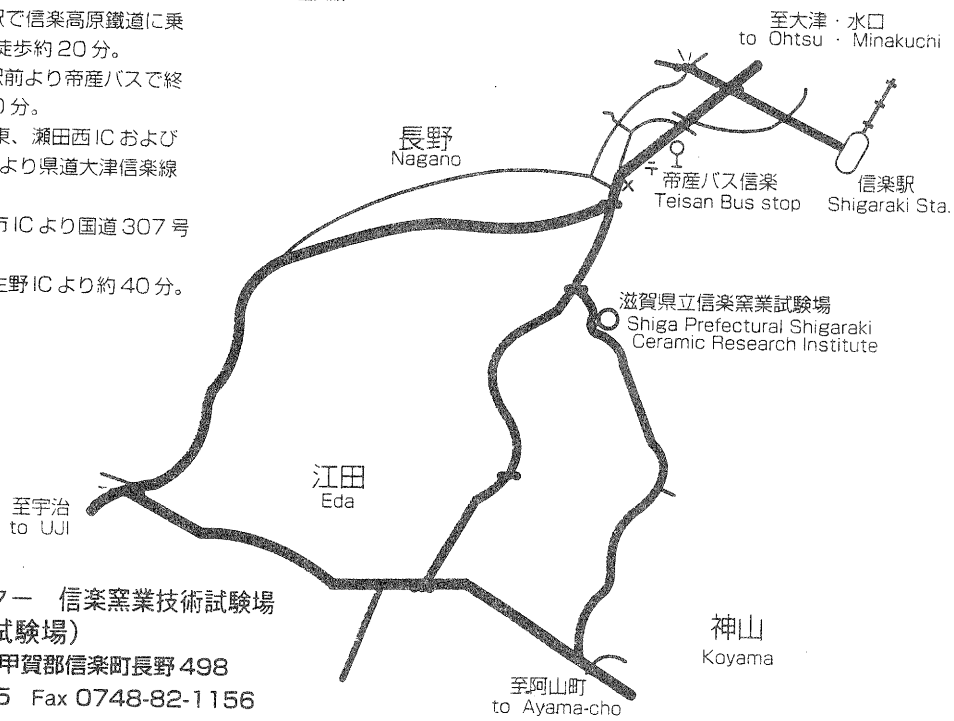 駅で信楽高原鐵道に乗
徒歩約20分。
駅前より帝産バスで終
0分。
東、瀬田西ICおよび
より県道大津信楽線
市ICより国道307号
生野ICより約40分。
至大津・水口
to Ohtsu・Minakuchi
長野
Nagano
帝産バス信楽
Teisan Bus stop
信楽駅
Shigaraki Sta.
滋賀県立信楽窯業試験場
Shiga Prefectural Shigaraki
Ceramic Research Institute
江田
Eda
至宇治
to UJI
神山
Koyama
至阿山町
to Ayama-cho
ター 信楽窯業技術試験場
試験場)
甲賀郡信楽町長野498
5 Fax 0748-82-1156